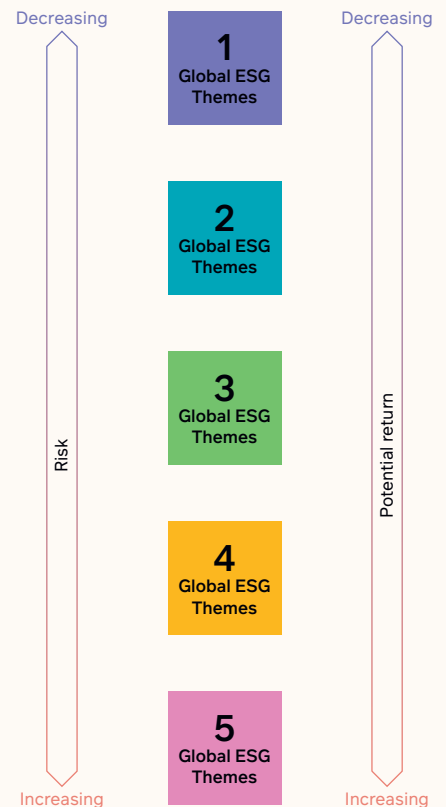 Decreasing
Decreasing
1
Global ESG
Themes
2
Global ESG
Themes
3
Global ESG
Themes
Risk
Potential return
4
Global ESG
Themes
5
Global ESG
Themes
Increasing
Increasing